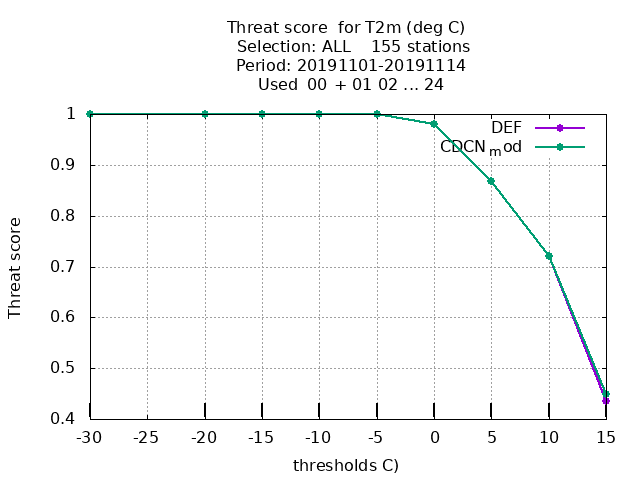 Threat score  for T2m (deg C)
Selection: ALL    155 stations
Period: 20191101-20191114
Used  00 + 01 02 ... 24
DEF
CDCNmod
1
0.9
0.8
0.7
0.6
0.5
0.4
Threat score
-30 -25 -20 -15 -10 -5 0 5 10 15
thresholds C)